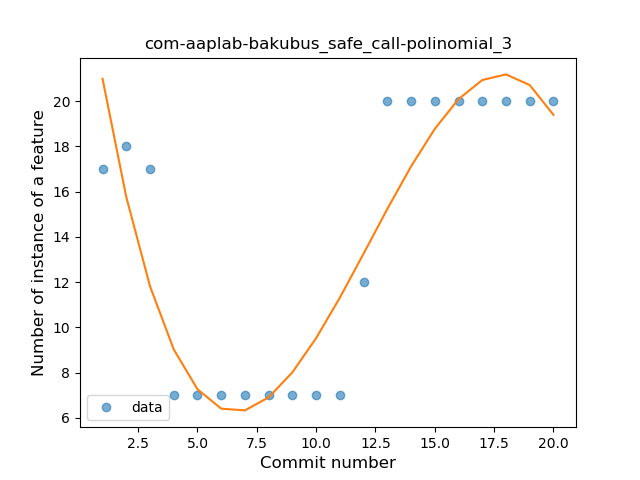 com-aaplab-bakubus_safe_call-polinomial_3
Number of instance of a feature
20
18
16
14
12
10
8
6
data
2.5 5.0 7.5 10.0 12.5 15.0 17.5 20.0
Commit number